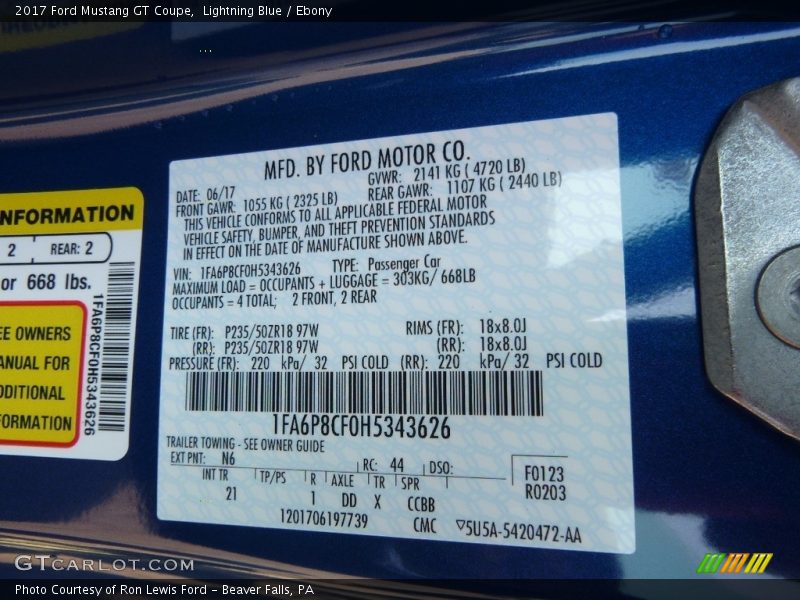 2017 Ford Mustang GT Coupe,  Lightning Blue / Ebony
...
NFORMATION
2 REAR: 2
or 668 lbs.
EE OWNERS
ANUAL FOR
DDITIONAL
FORMATION
1FA6P8CF0H5343626
MFD. BY FORD MOTOR CO.
DATE: 06/17 GVWR: 2141 KG ( 4720 LB)
FRONT GAWR: 1055 KG ( 2325 LB) REAR GAWR: 1107 KG ( 2440 LB)
THIS VEHICLE CONFORMS TO ALL APPLICABLE FEDERAL MOTOR
VEHICLE SAFETY, BUMPER, AND THEFT PREVENTION STANDARDS
IN EFFECT ON THE DATE OF MANUFACTURE SHOWN ABOVE.
VIN: 1FA6P8CF0H5343626 TYPE: Passenger Car
MAXIMUM LOAD = OCCUPANTS + LUGGAGE = 303KG/ 668LB
OCCUPANTS = 4 TOTAL; 2 FRONT, 2 REAR
TIRE (FR): P235/50ZR18 97W RIMS (FR): 18x8.0J
(RR): P235/50ZR18 97W (RR): 18x8.0J
PRESSURE (FR): 220 kPa/ 32 PSI COLD (RR): 220 kPa/ 32 PSI COLD
1FA6P8CF0H5343626
TRAILER TOWING - SEE OWNER GUIDE
EXT PNT: N6 RC: 44 DSO: F0123
INT TR TP/PS R AXLE TR SPR R0203
21 1 DD X CCBB
1201706197739 CMC ▽5U5A-5420472-AA
GTCARLOT.COM
Photo Courtesy of Ron Lewis Ford - Beaver Falls, PA